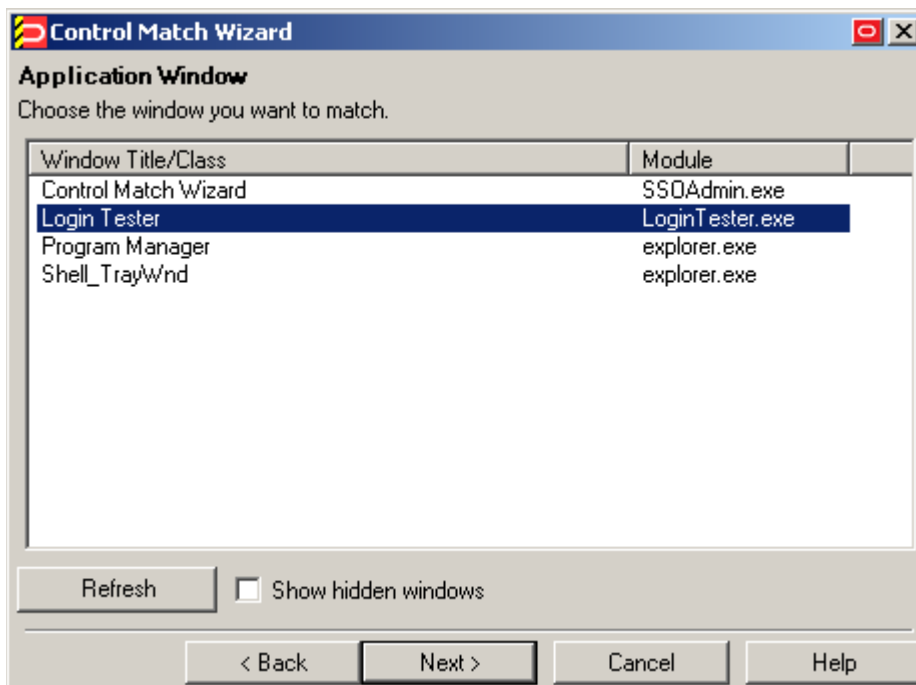 Control Match Wizard
Application Window
Choose the window you want to match.
Window Title/Class Module
Control Match Wizard SSOAdmin.exe
Login Tester LoginTester.exe
Program Manager explorer.exe
Shell_TrayWnd explorer.exe
Refresh Show hidden windows
< Back Next > Cancel Help